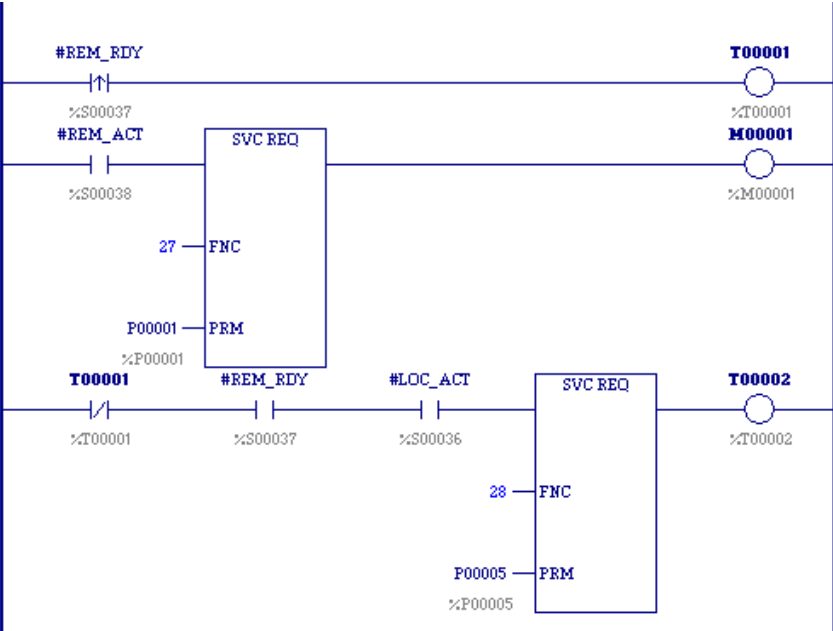 #REM_RDY T00001
%S00037 %T00001
#REM_ACT SVC REQ M00001
%S00038 %M00001
27 FNC
P00001 PRM
%P00001
T00001 #REM_RDY #LOC_ACT SVC REQ T00002
%T00001 %S00037 %S00036 %T00002
28 FNC
P00005 PRM
%P00005